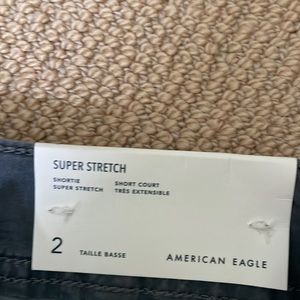 SUPER STRETCH
SHORTIE
SUPER STRETCH
SHORT COURT
TRÈS EXTENSIBLE
2
TAILLE BASSE
AMERICAN EAGLE